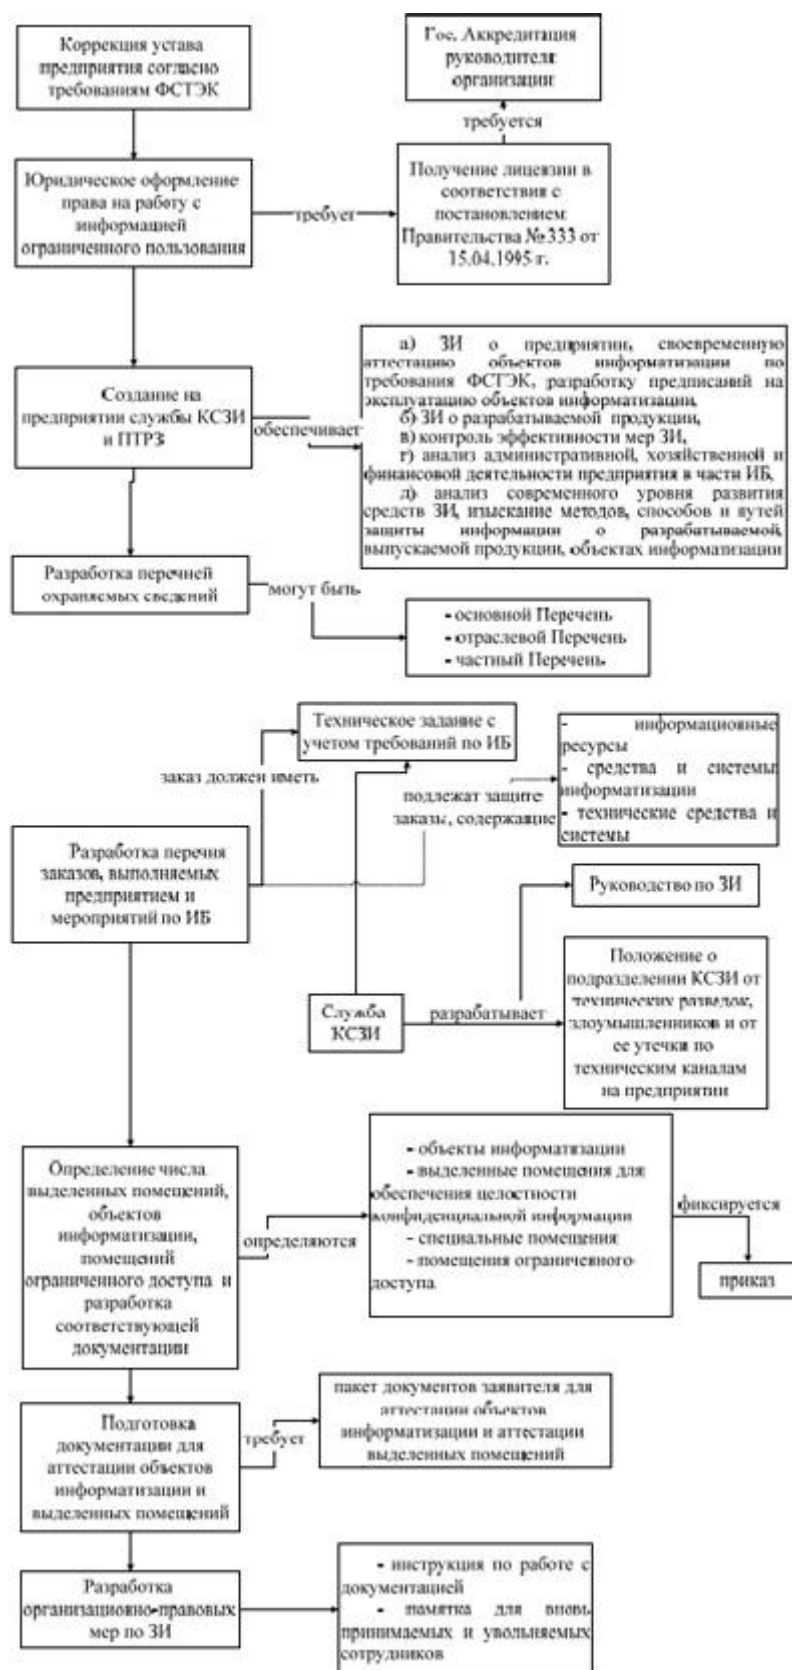 Коррекция устава
предприятия согласно
требованиям ФСТЭК
Гос. Аккредитация
руководителя
организации
требуется
Юридическое оформление
права на работу с
информацией
ограниченного пользования
требует
Получение лицензии в
соответствия с
постановлением
Правительства №333 от
15.04.1995 г.
Создание на
предприятии службы КСЗИ
и ПТРЗ
обеспечивает
а) ЗИ о предприятии, своевременную
аттестацию объектов информатизации по
требования ФСТЭК, разработку предписаний на
эксплуатацию объектов информатизации,
б) ЗИ о разрабатываемой продукции,
в) контроль эффективности мер ЗИ,
г) анализ административной, хозяйственной и
финансовой деятельности предприятия в части ИБ,
д) анализ современного уровня развития
средств ЗИ, изыскание методов, способов и путей
защиты информации о разрабатываемой,
выпускаемой продукции, объектах информатизации
Разработка перечней
охраняемых сведений
могут быть
- основной Перечень
- отраслевой Перечень
- частный Перечень
Техническое задание с
учетом требований по ИБ
заказ должен иметь
подлежат защите
заказы, содержащие
- информационные
ресурсы
- средства и системы
информатизации
- технические средства и
системы
Разработка перечня
заказов, выполняемых
предприятием и
мероприятий по ИБ
Руководство по ЗИ
Служба
КСЗИ
разрабатывает
Положение о
подразделении КСЗИ от
технических разведок,
злоумышленников и от
ее утечки по
техническим каналам
на предприятии
Определение числа
выделенных помещений,
объектов
информатизации,
помещений
ограниченного доступа и
разработка
соответствующей
документации
определяются
- объекты информатизации
- выделенные помещения для
обеспечения целостности
конфиденциальной информации
- специальные помещения
- помещения ограниченного
доступа.
фиксируется
приказ
Подготовка
документации для
аттестации объектов
информатизации и
выделенных помещений
требует
пакет документов заявителя для
аттестации объектов
информатизации и аттестации
выделенных помещений
Разработка
организационно-правовых
мер по ЗИ
- инструкция по работе с
документацией
- памятка для вновь
принимаемых и увольняемых
сотрудников